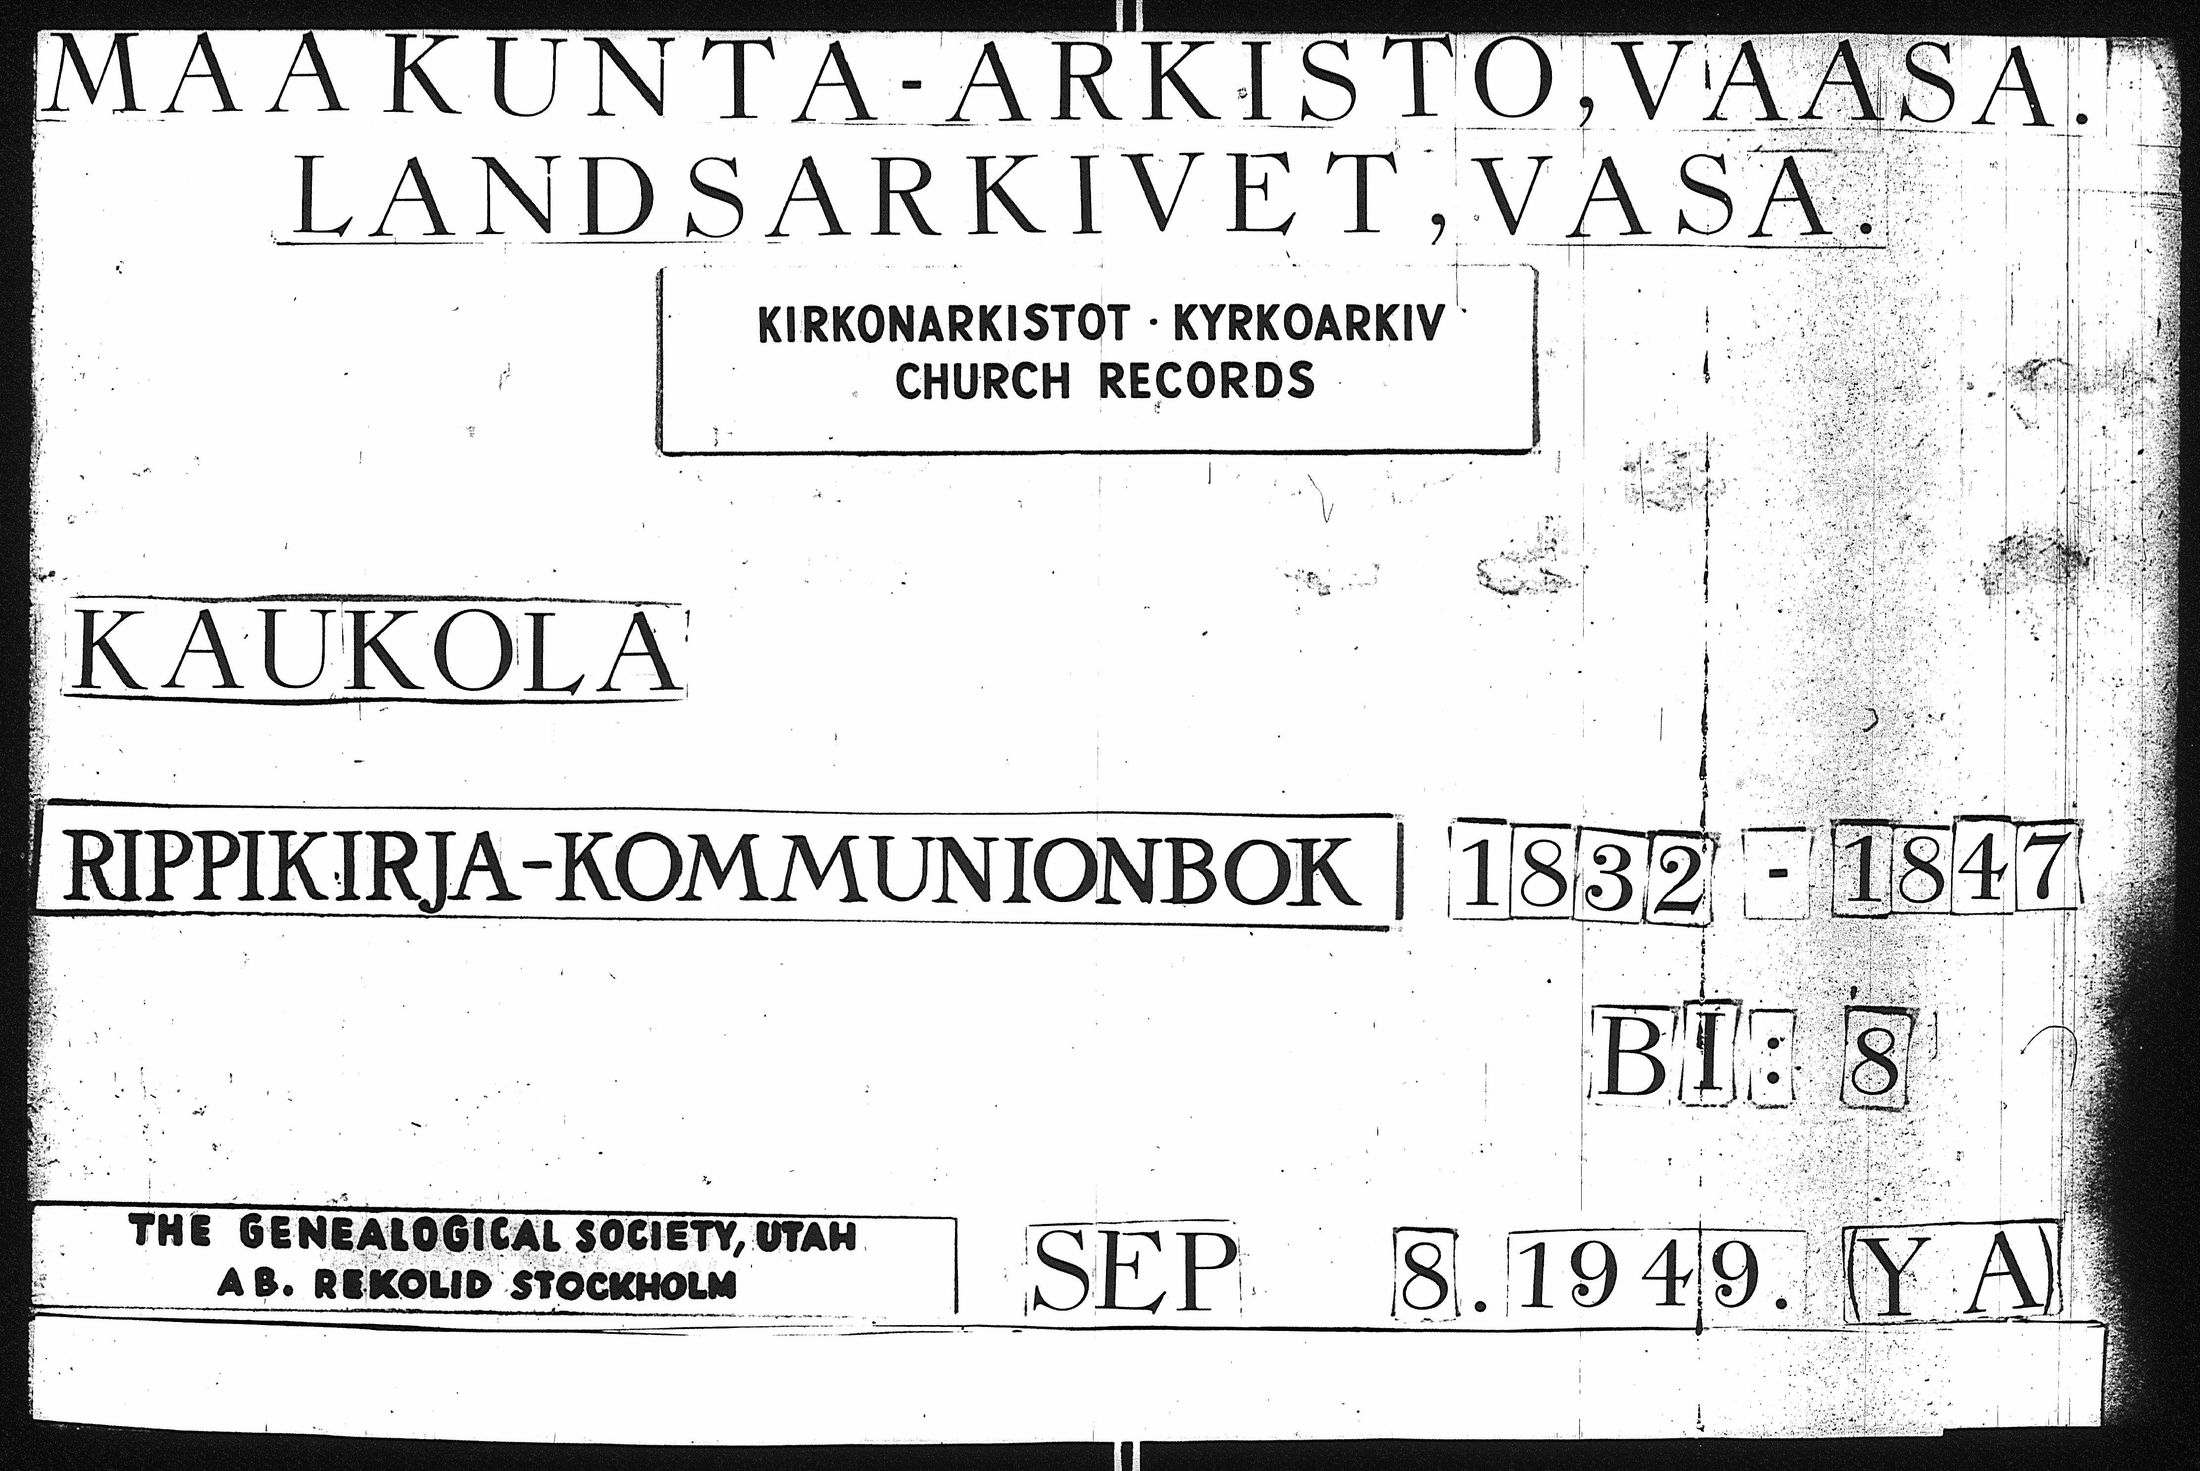 MAAKUNTA-ARKISTO, VAASA.
LANDSARKIVET, VASA.
KIRKONARKISTOT · KYRKOARKIV
CHURCH RECORDS
KAUKOLA
RIPPIKIRJA-KOMMUNIONBOK 1832 - 1847
BI: 8
THE GENEALOGICAL SOCIETY, UTAH
AB. REKOLID STOCKHOLM
SEP 8. 1949. (YA)